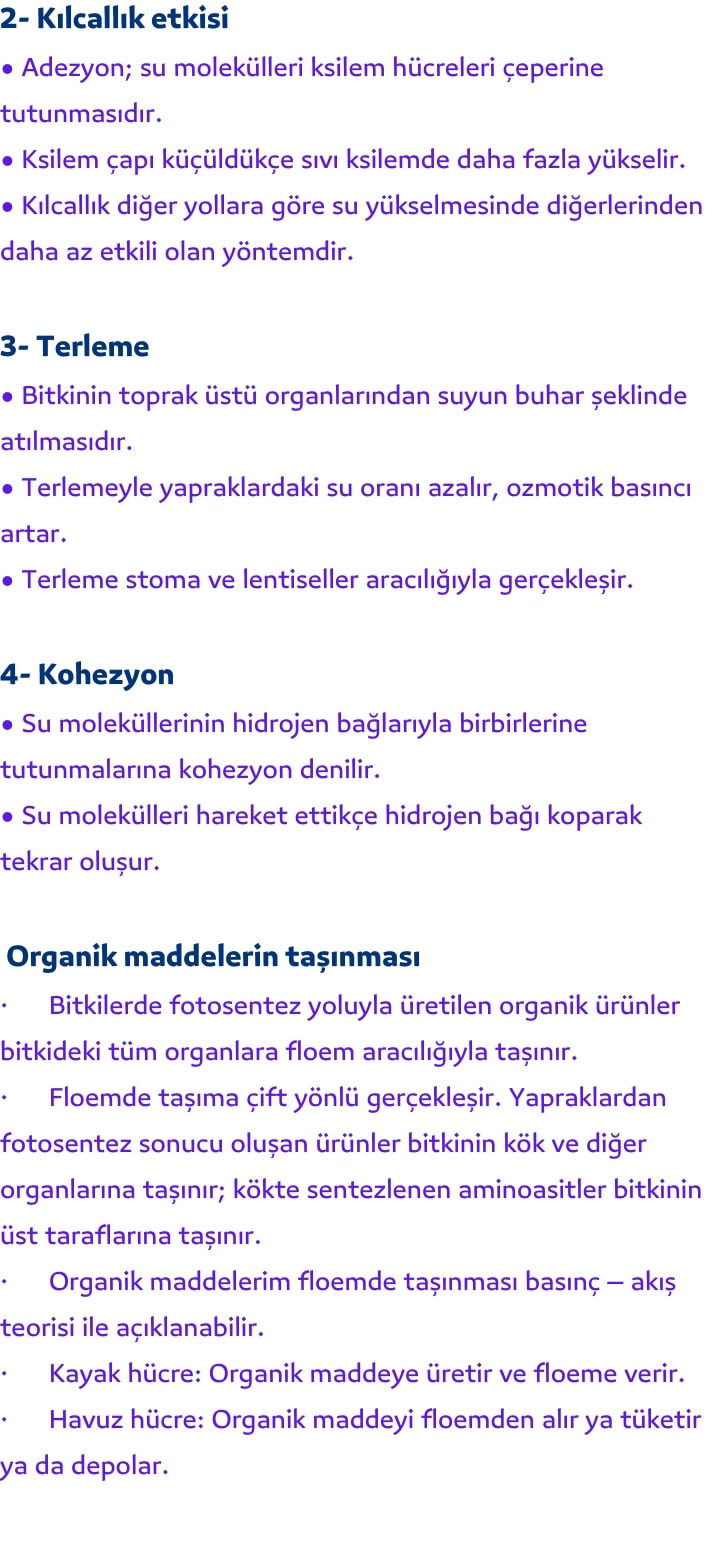 2- Kılcallık etkisi
• Adezyon; su molekülleri ksilem hücreleri çeperine
tutunmasıdır.
• Ksilem çapı küçüldükçe sıvı ksilemde daha fazla yükselir.
• Kılcallık diğer yollara göre su yükselmesinde diğerlerinden
daha az etkili olan yöntemdir.
3- Terleme
• Bitkinin toprak üstü organlarından suyun buhar şeklinde
atılmasıdır.
• Terlemeyle yapraklardaki su oranı azalır, ozmotik basıncı
artar.
• Terleme stoma ve lentiseller aracılığıyla gerçekleşir.
4- Kohezyon
• Su moleküllerinin hidrojen bağlarıyla birbirlerine
tutunmalarına kohezyon denilir.
• Su molekülleri hareket ettikçe hidrojen bağı koparak
tekrar oluşur.
Organik maddelerin taşınması
· Bitkilerde fotosentez yoluyla üretilen organik ürünler
bitkideki tüm organlara floem aracılığıyla taşınır.
· Floemde taşıma çift yönlü gerçekleşir. Yapraklardan
fotosentez sonucu oluşan ürünler bitkinin kök ve diğer
organlarına taşınır; kökte sentezlenen aminoasitler bitkinin
üst taraflarına taşınır.
· Organik maddelerim floemde taşınması basınç – akış
teorisi ile açıklanabilir.
· Kayak hücre: Organik maddeye üretir ve floeme verir.
· Havuz hücre: Organik maddeyi floemden alır ya tüketir
ya da depolar.